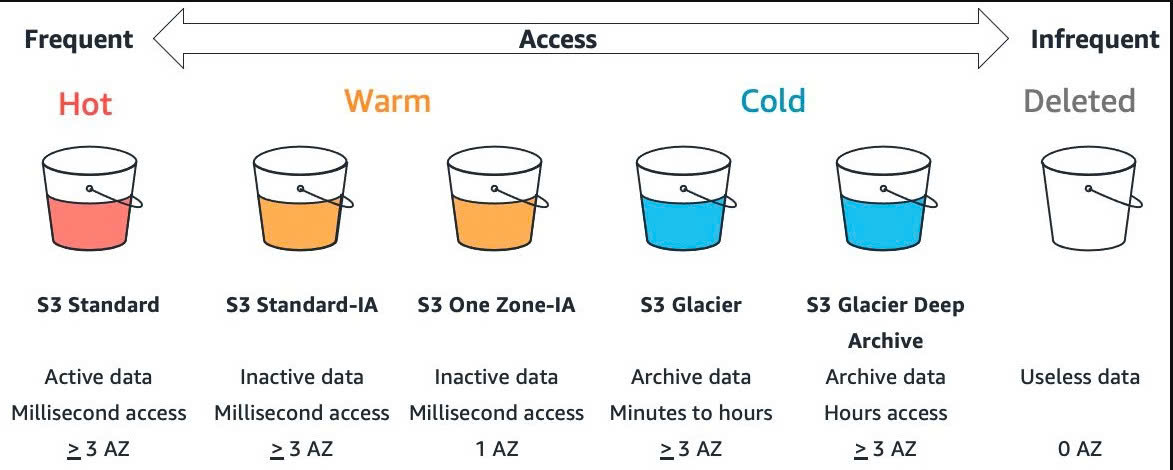 Frequent Access Infrequent
Hot Warm Cold Deleted
S3 Standard S3 Standard-IA S3 One Zone-IA S3 Glacier S3 Glacier Deep
Archive
Active data Inactive data Inactive data Archive data Archive data Useless data
Millisecond access Millisecond access Millisecond access Minutes to hours Hours access
≥ 3 AZ ≥ 3 AZ 1 AZ ≥ 3 AZ ≥ 3 AZ 0 AZ